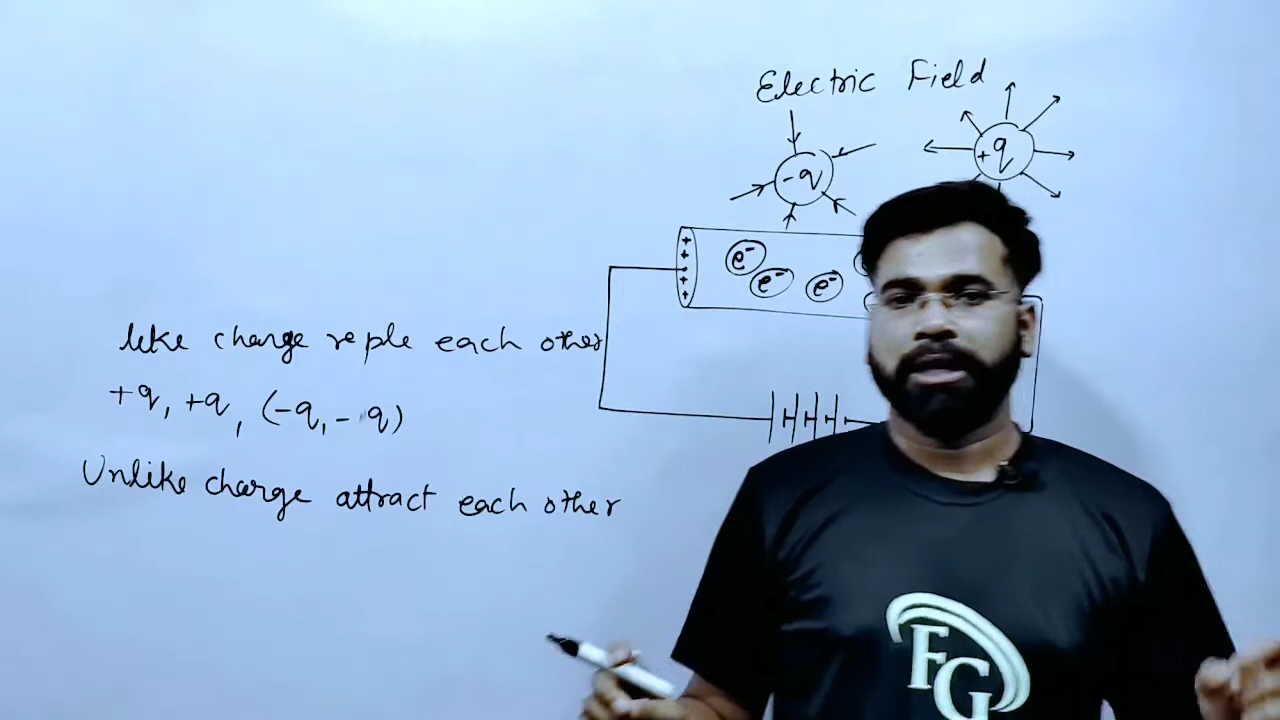 Electric Field
-q
+q
+
+
+
+
e⁻ e⁻ e⁻
like charge reple each other
+q, +q, (-q, -q)
Unlike charge attract each other
FG